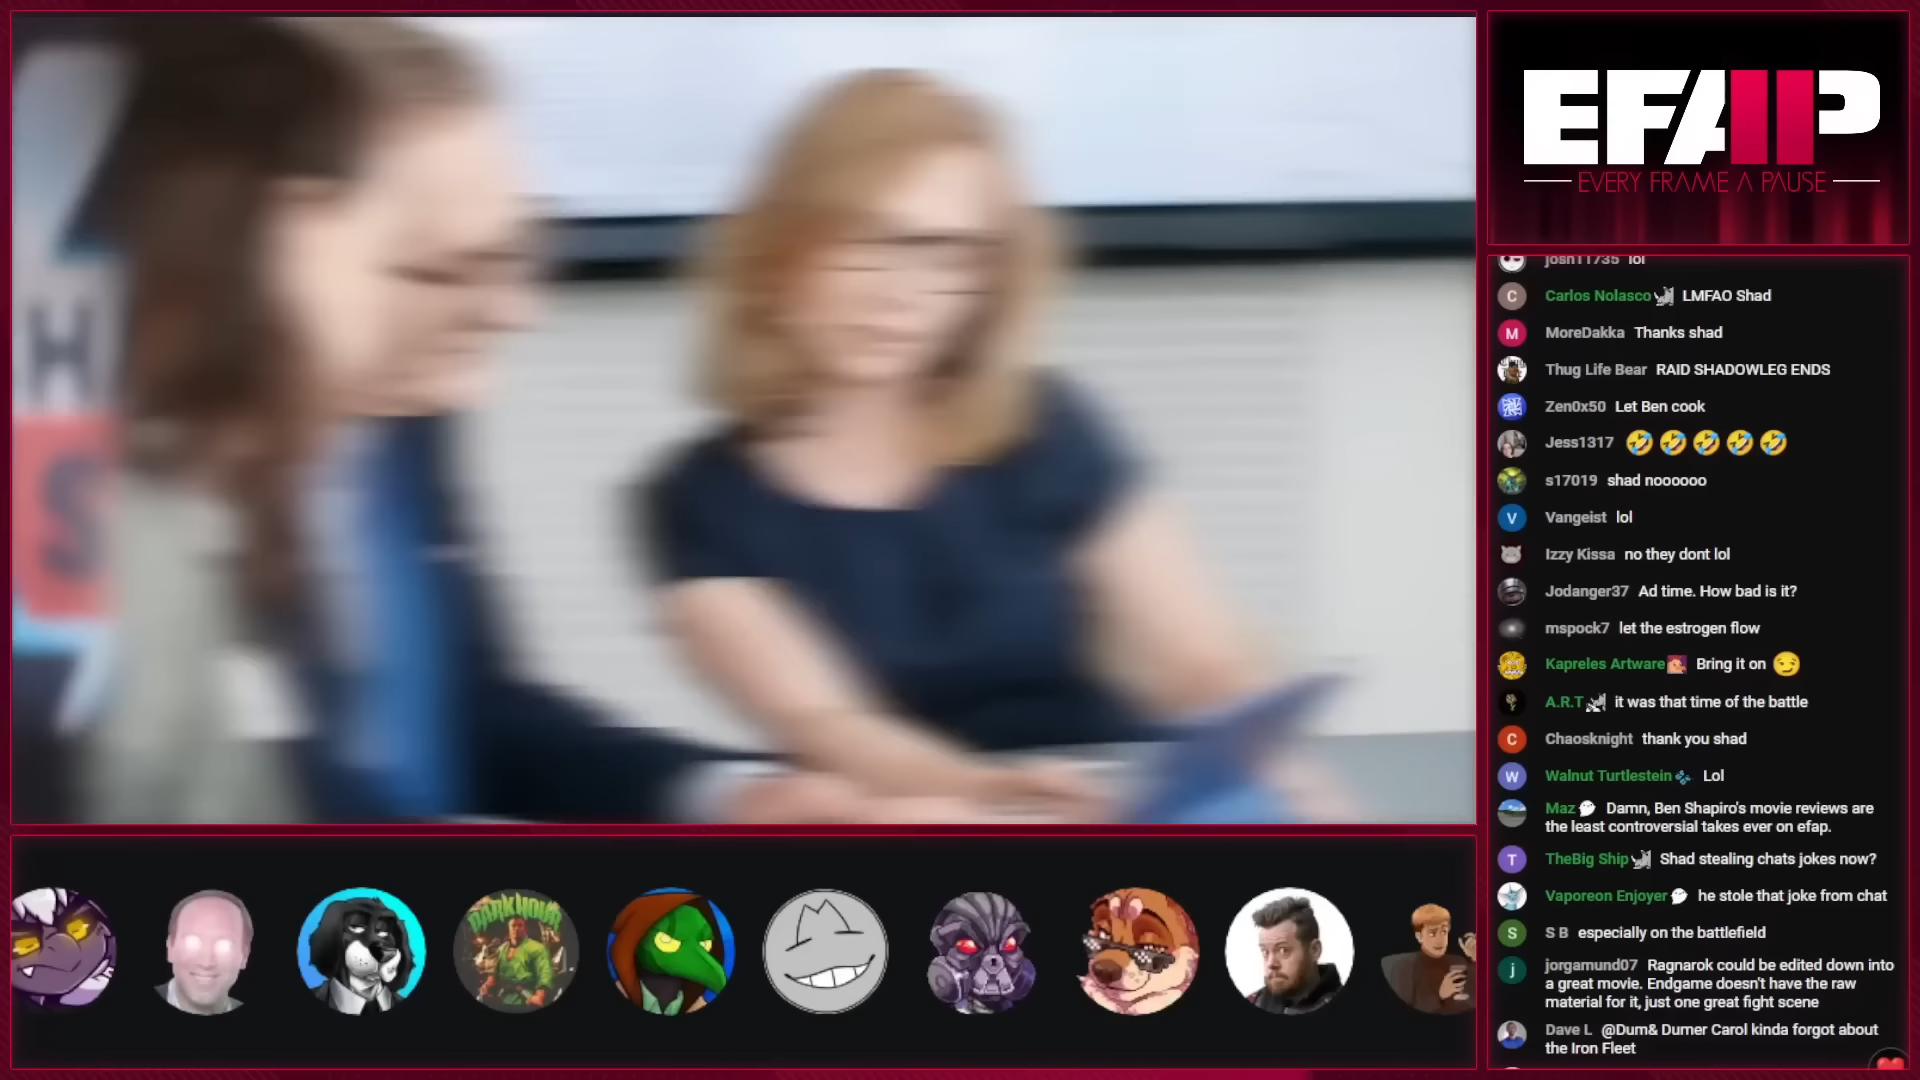 EFAP
EVERY FRAME A PAUSE
josh11735 lol
Carlos Nolasco LMFAO Shad
MoreDakka Thanks shad
Thug Life Bear RAID SHADOWLEG ENDS
Zen0x50 Let Ben cook
Jess1317 🤣🤣🤣🤣🤣
s17019 shad noooooo
Vangeist lol
Izzy Kissa no they dont lol
Jodanger37 Ad time. How bad is it?
mspock7 let the estrogen flow
Kapreles Artware Bring it on 😏
A.R.T it was that time of the battle
Chaosknight thank you shad
Walnut Turtlestein Lol
Maz Damn, Ben Shapiro's movie reviews are
the least controversial takes ever on efap.
TheBig Ship Shad stealing chats jokes now?
Vaporeon Enjoyer he stole that joke from chat
S B especially on the battlefield
jorgamund07 Ragnarok could be edited down into
a great movie. Endgame doesn't have the raw
material for it, just one great fight scene
Dave L @Dum& Dumer Carol kinda forgot about
the Iron Fleet
H
S
DARK HOUR
C
M
V
C
W
T
S
j